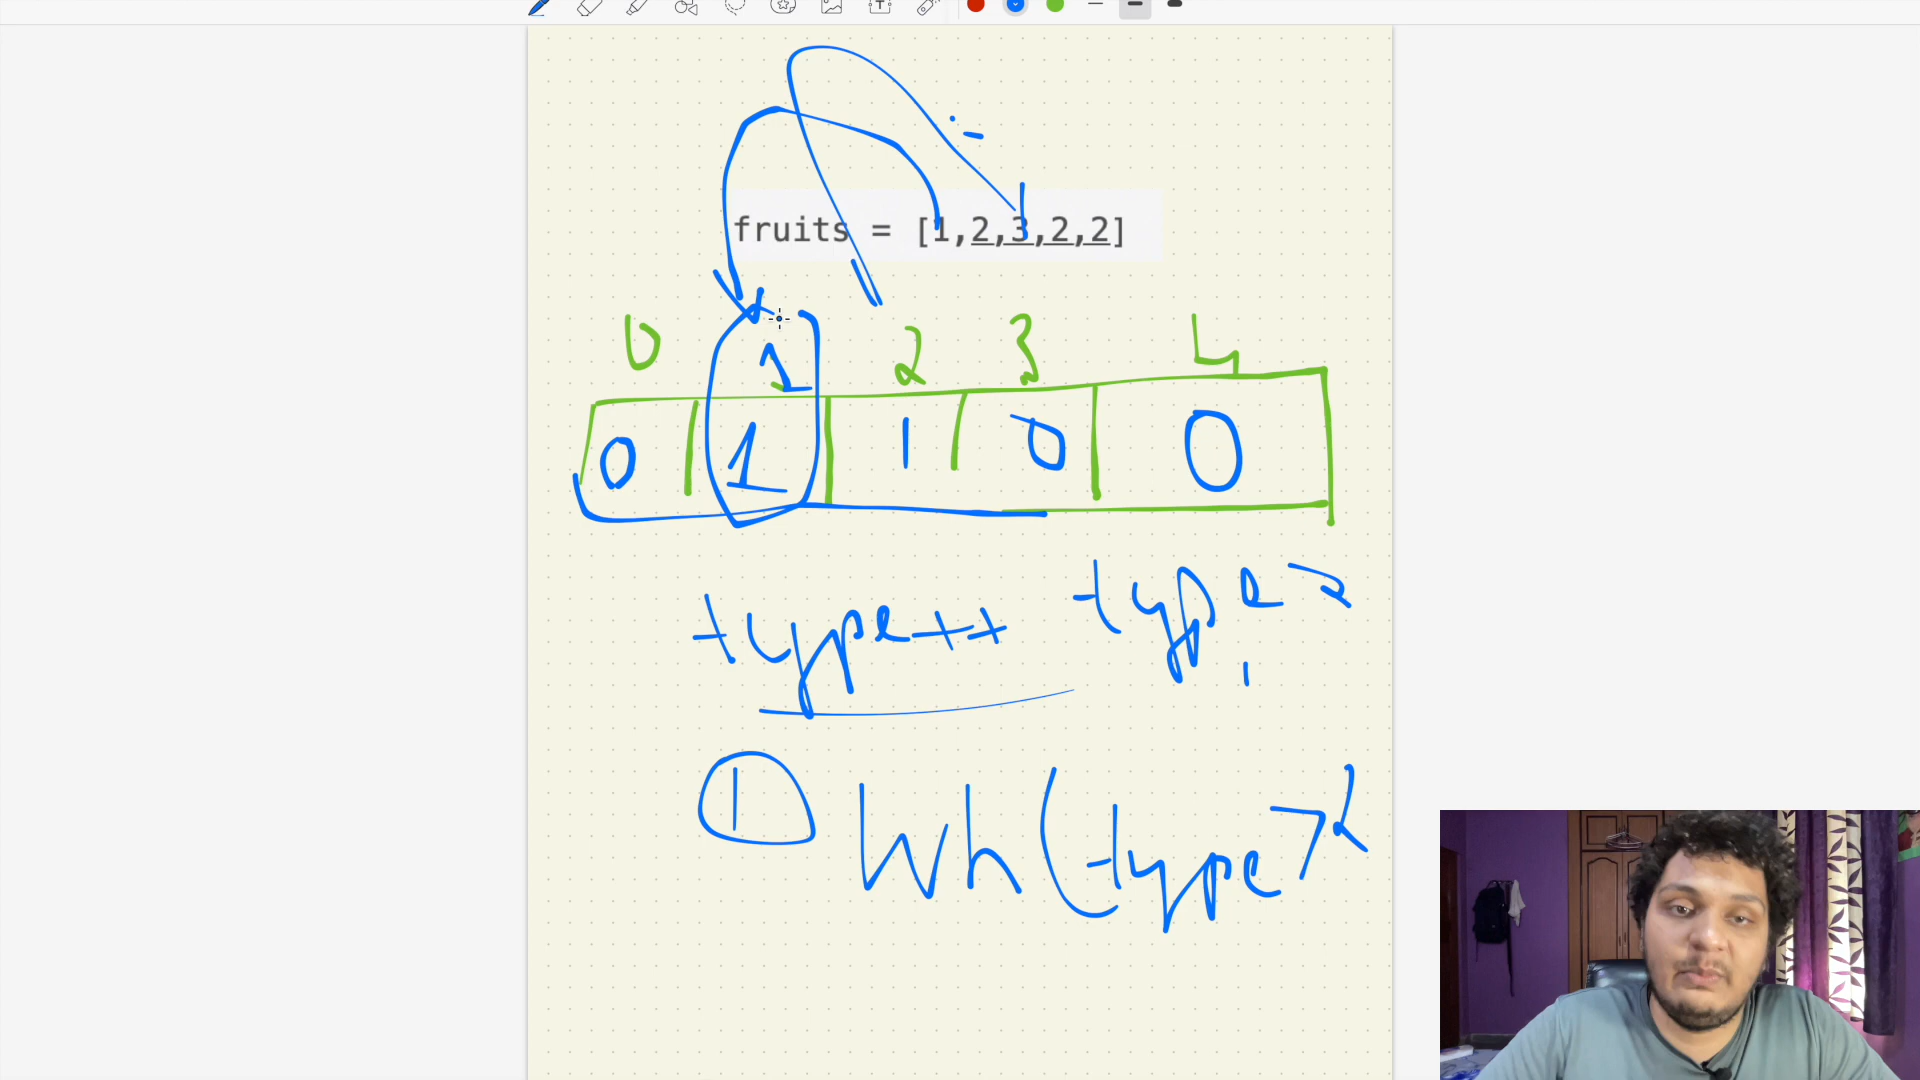 fruits = [1,2,3,2,2]
0 1 2 3 4
0 1 1 0 0
type++ type
1 Wh(type>2